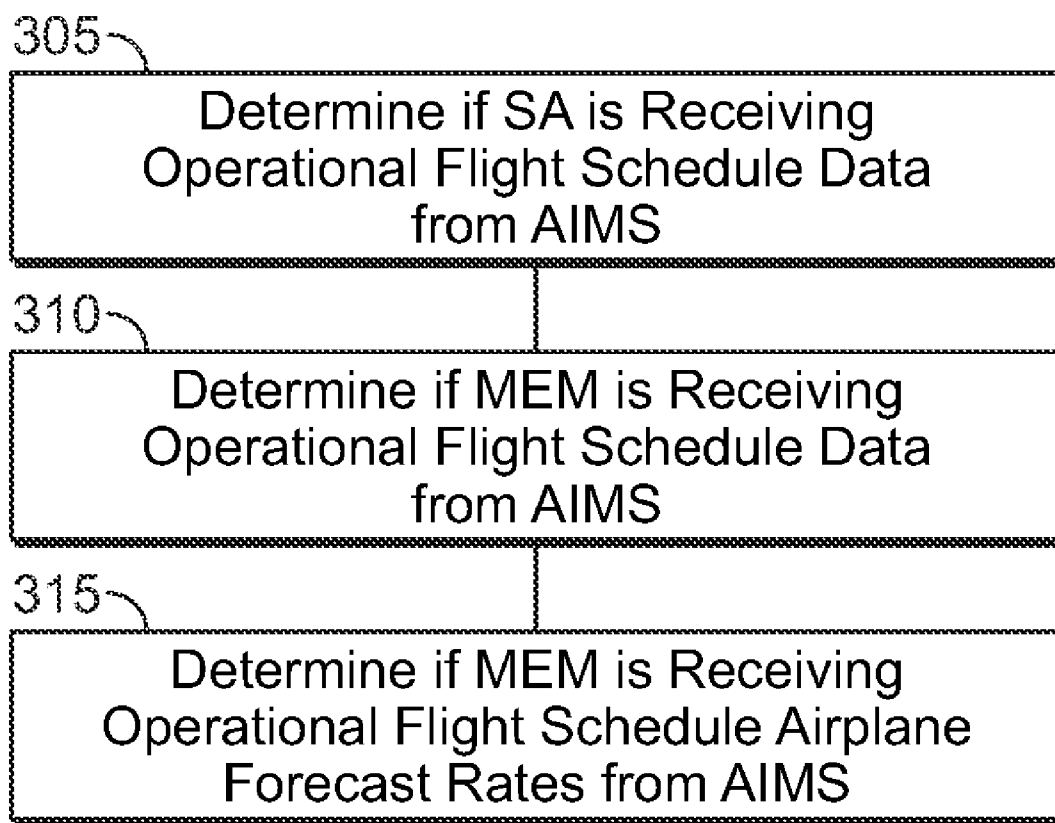 305
Determine if SA is Receiving
Operational Flight Schedule Data
from AIMS
310
Determine if MEM is Receiving
Operational Flight Schedule Data
from AIMS
315
Determine if MEM is Receiving
Operational Flight Schedule Airplane
Forecast Rates from AIMS